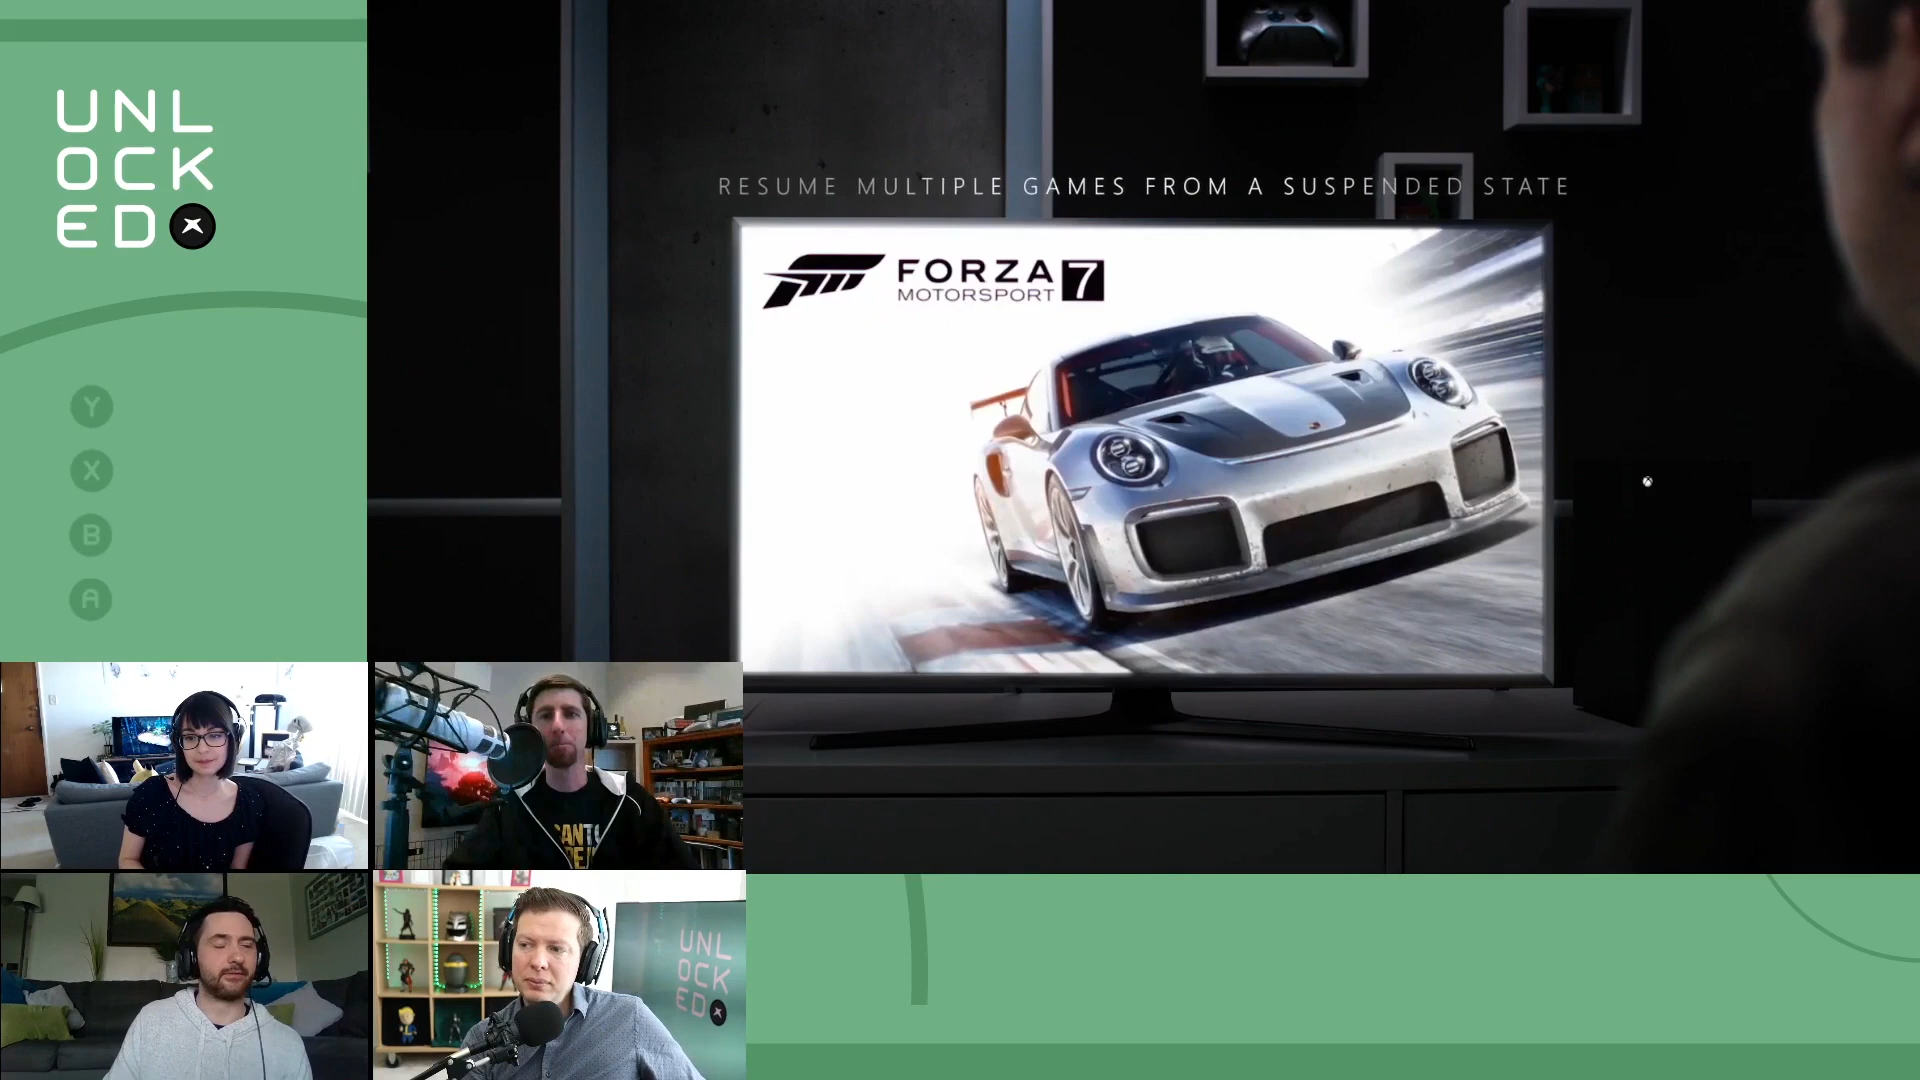 UNL
OCK
ED
RESUME MULTIPLE GAMES FROM A SUSPENDED STATE
FORZA
MOTORSPORT 7
Y
X
B
A
UNL
OCK
ED